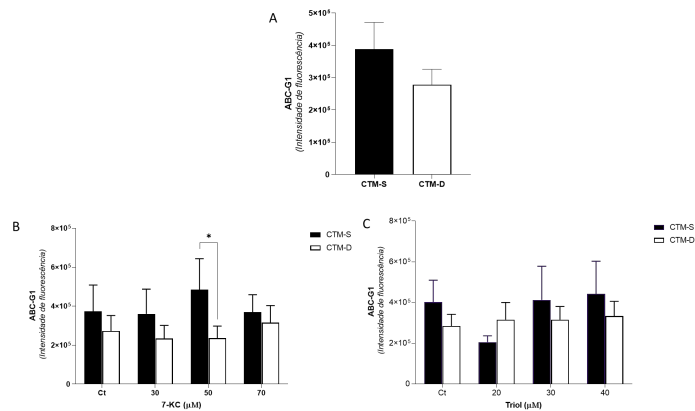 A
ABC-G1
(Intensidade de fluorescência)
5×10⁵
4×10⁵
3×10⁵
2×10⁵
1×10⁵
0
CTM-S
CTM-D
B
ABC-G1
(Intensidade de fluorescência)
8×10⁵
6×10⁵
4×10⁵
2×10⁵
0
*
Ct
30
50
70
7-KC (μM)
CTM-S
CTM-D
C
ABC-G1
(Intensidade de fluorescência)
8×10⁵
6×10⁵
4×10⁵
2×10⁵
0
Ct
20
30
40
Triol (μM)
CTM-S
CTM-D